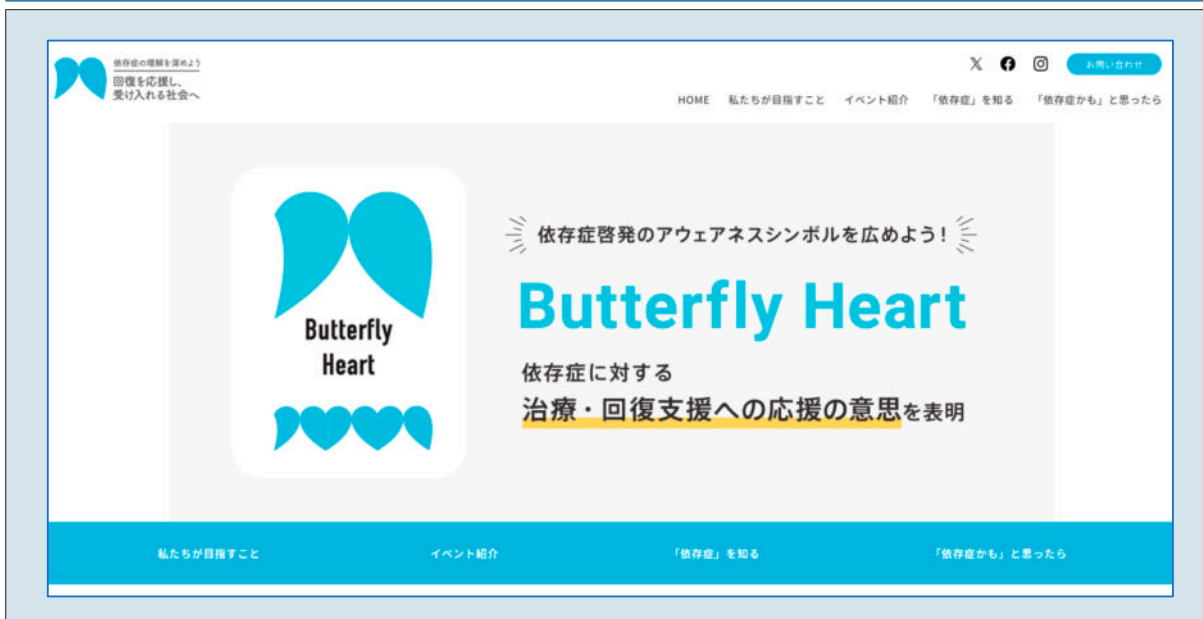 依存症の理解を深めよう
回復を応援し、
受け入れる社会へ
お問い合わせ
HOME 私たちが目指すこと イベント紹介 「依存症」を知る 「依存症かも」と思ったら
Butterfly
Heart
依存症啓発のアウェアネスシンボルを広めよう!
Butterfly Heart
依存症に対する
治療・回復支援への応援の意思を表明
私たちが目指すこと イベント紹介 「依存症」を知る 「依存症かも」と思ったら